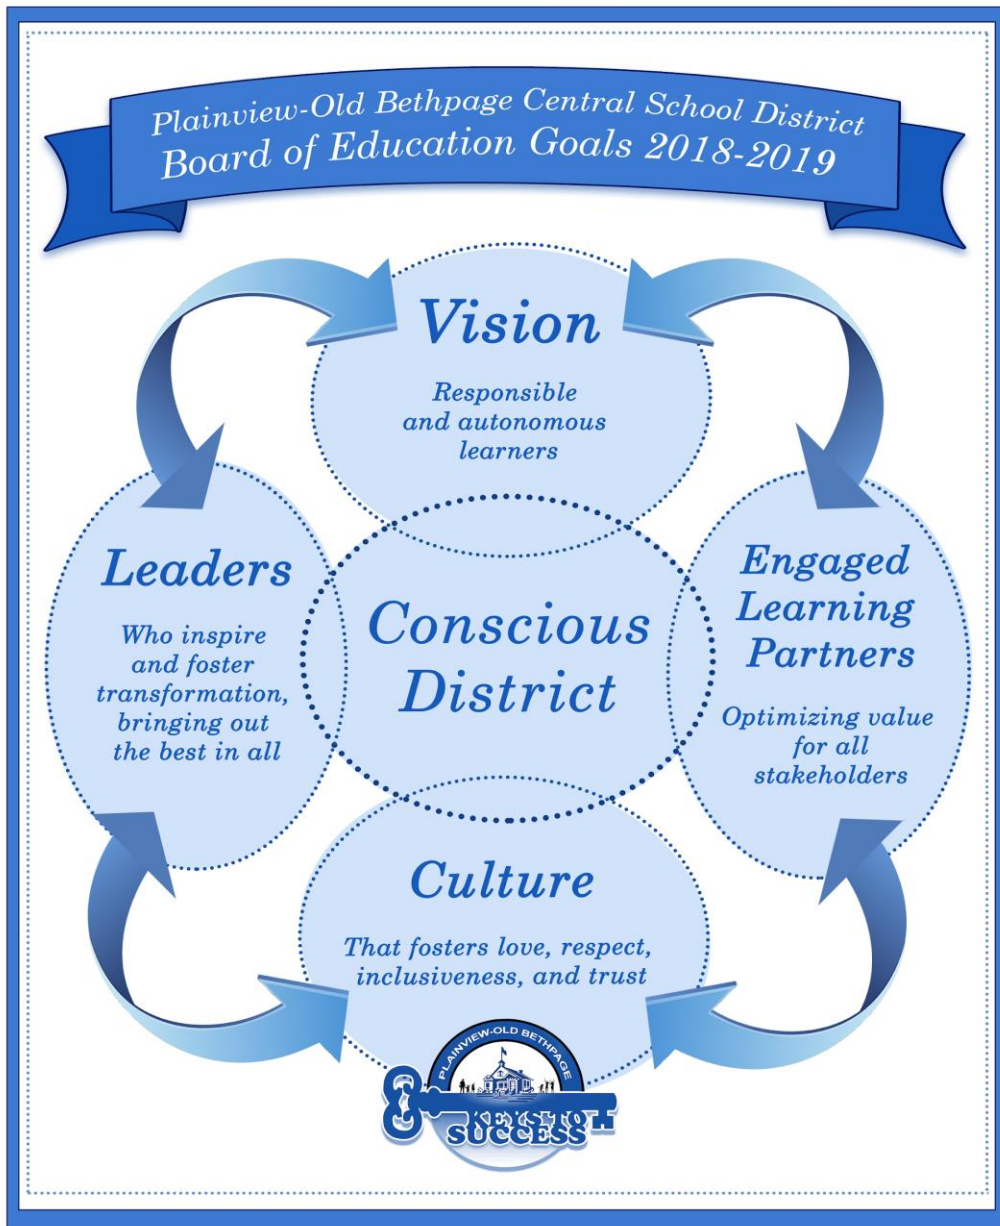 Plainview-Old Bethpage Central School District
Board of Education Goals 2018-2019
Vision
Responsible
and autonomous
learners
Leaders
Who inspire
and foster
transformation,
bringing out
the best in all
Conscious
District
Engaged
Learning
Partners
Optimizing value
for all
stakeholders
Culture
That fosters love, respect,
inclusiveness, and trust
PLAINVIEW-OLD BETHPAGE
KEYS TO
SUCCESS